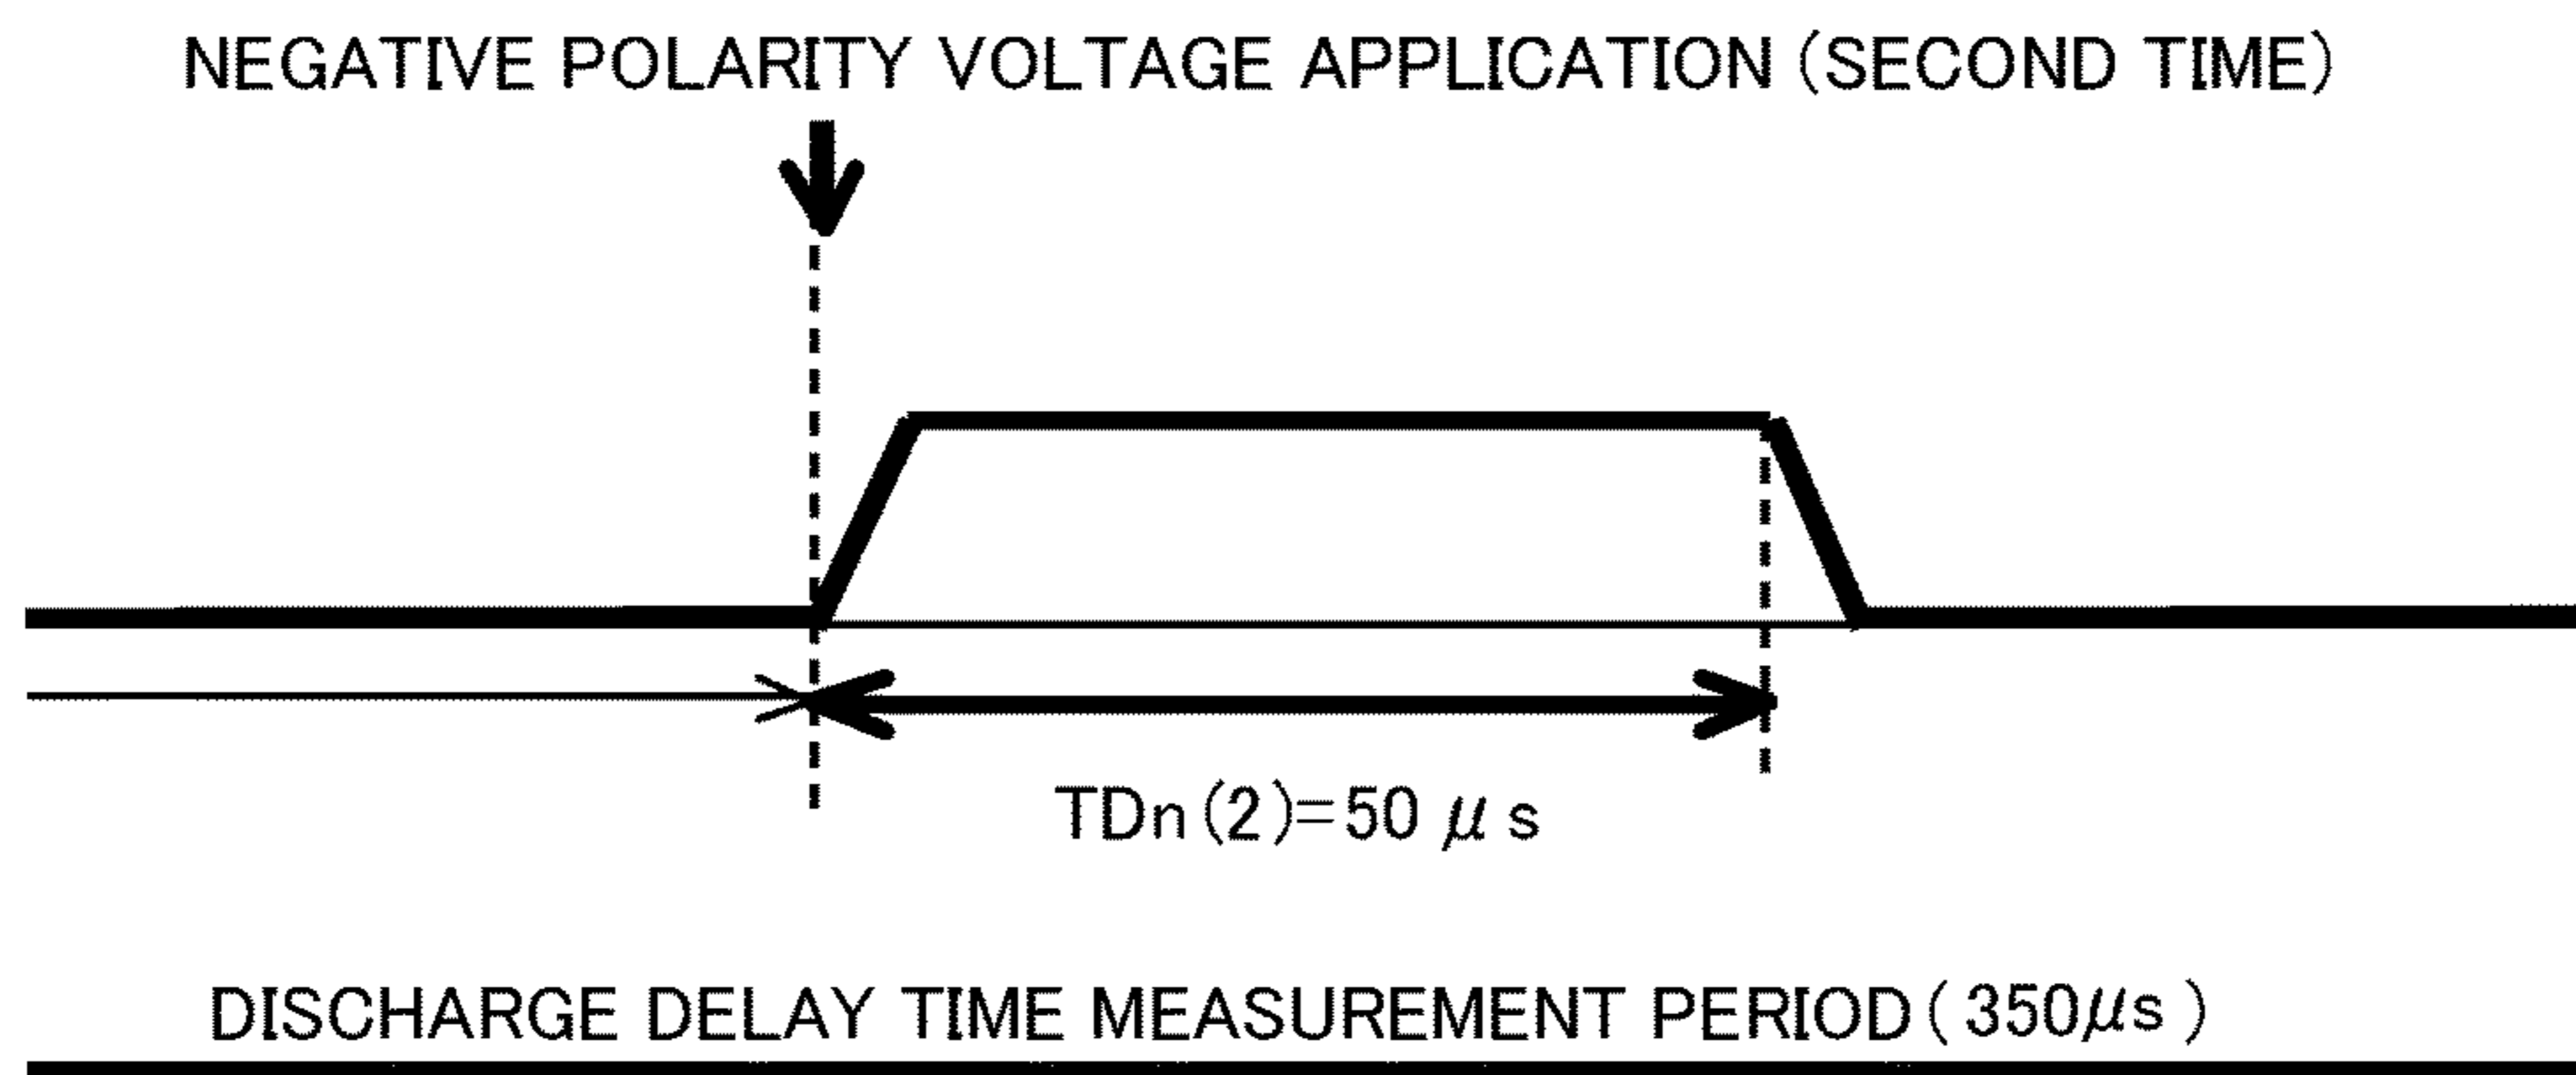 NEGATIVE POLARITY VOLTAGE APPLICATION (SECOND TIME)
TDn(2)=50 μs
DISCHARGE DELAY TIME MEASUREMENT PERIOD(350μs)